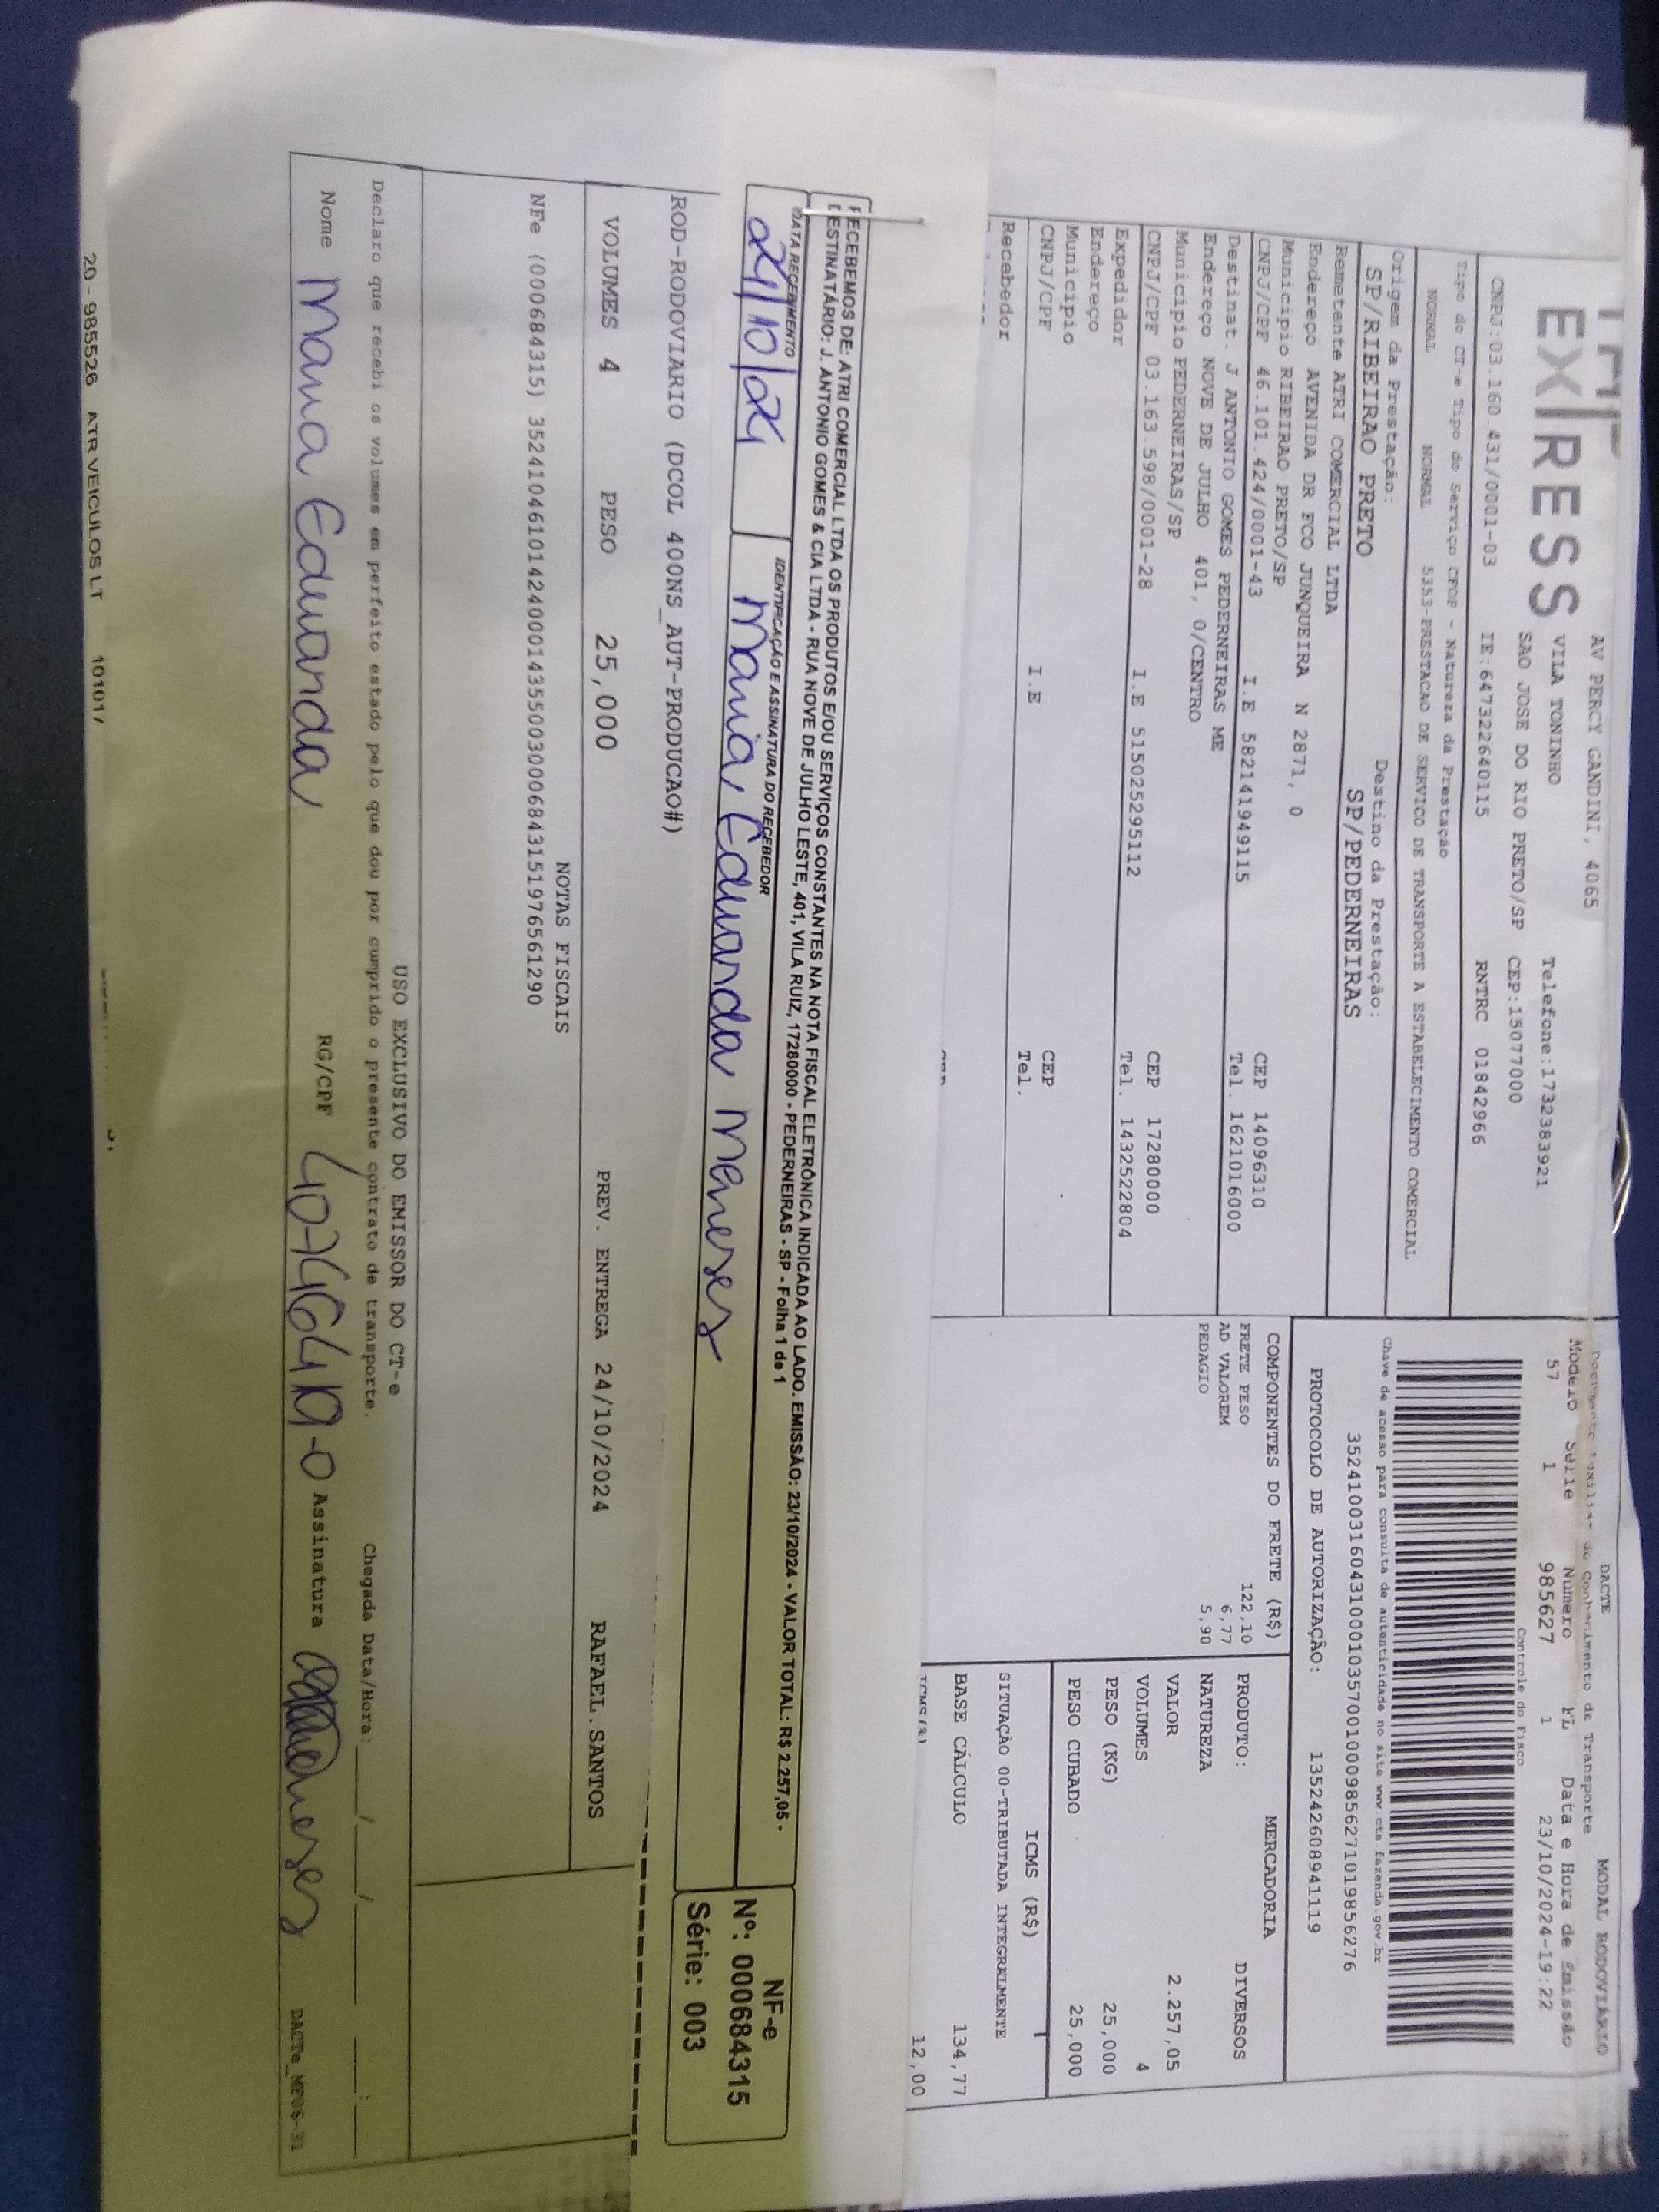 EXPRESS
AV PERCY GANDINI, 4065
VILA TONINHO
Telefone:1732383921
SAO JOSE DO RIO PRETO/SP CEP:15077000
CNPJ:03.160.431/0001-03 IE:647322640115 RNTRC 01842966
Tipo do CT-e Tipo do Serviço CFOP - Natureza da Prestação
NORMAL NORMAL 5353-PRESTACAO DE SERVICO DE TRANSPORTE A ESTABELECIMENTO COMERCIAL
Origem da Prestação: Destino da Prestação:
SP/RIBEIRAO PRETO SP/PEDERNEIRAS
Remetente ATRI COMERCIAL LTDA
Endereço AVENIDA DR FCO JUNQUEIRA N 2871, 0
Municipio RIBEIRAO PRETO/SP CEP 14096310
CNPJ/CPF 46.101.424/0001-43 I.E 582141949115 Tel. 1621016000
Destinat. J ANTONIO GOMES PEDERNEIRAS ME
Endereço NOVE DE JULHO 401, 0/CENTRO
Municipio PEDERNEIRAS/SP CEP 17280000
CNPJ/CPF 03.163.598/0001-28 I.E 515025295112 Tel. 1432522804
Expedidor
Endereço
Municipio CEP
CNPJ/CPF I.E Tel.
Recebedor
DACTE MODAL RODOVIÁRIO
Documento Auxiliar do Conhecimento de Transporte
Modelo Série Numero FL Data e Hora de Emissão
57 1 985627 1 23/10/2024-19:22
Controle do Fisco
Chave de acesso para consulta de autenticidade no site www.cte.fazenda.gov.br
35241003160431000103570010009856271019856276
PROTOCOLO DE AUTORIZAÇÃO: 135242608941119
COMPONENTES DO FRETE (R$)
FRETE PESO 122,10
AD VALOREM 6,77
PEDAGIO 5,90
MERCADORIA
PRODUTO: DIVERSOS
NATUREZA
VALOR 2.257,05
VOLUMES 4
PESO (KG) 25,000
PESO CUBADO 25,000
ICMS (R$)
SITUAÇÃO 00-TRIBUTADA INTEGRALMENTE
BASE CÁLCULO 134,77
ICMS(%) 12,00
RECEBEMOS DE: ATRI COMERCIAL LTDA OS PRODUTOS E/OU SERVIÇOS CONSTANTES NA NOTA FISCAL ELETRÔNICA INDICADA AO LADO. EMISSÃO: 23/10/2024 - VALOR TOTAL: R$ 2.257,05 -
DESTINATÁRIO: J. ANTONIO GOMES & CIA LTDA - RUA NOVE DE JULHO LESTE, 401, VILA RUIZ, 17280000 - PEDERNEIRAS - SP - Folha 1 de 1
DATA RECEBIMENTO IDENTIFICAÇÃO E ASSINATURA DO RECEBEDOR
24/10/24 Maria Eduarda Meneses
NF-e
Nº: 000684315
Série: 003
ROD-RODOVIARIO (DCOL 400NS_AUT-PRODUCAO#)
VOLUMES 4 PESO 25,000 PREV. ENTREGA 24/10/2024 RAFAEL.SANTOS
NOTAS FISCAIS
NFe (000684315) 35241046101424000143550030006843151976561290
USO EXCLUSIVO DO EMISSOR DO CT-e
Declaro que recebi os volumes em perfeito estado pelo que dou por cumprido o presente contrato de transporte. Chegada Data/Hora: ____/____/______ ____:____
Nome Maria Eduarda RG/CPF Assinatura
DACTe_MF06-31
20 - 985526 ATR VEICULOS LT 10101/